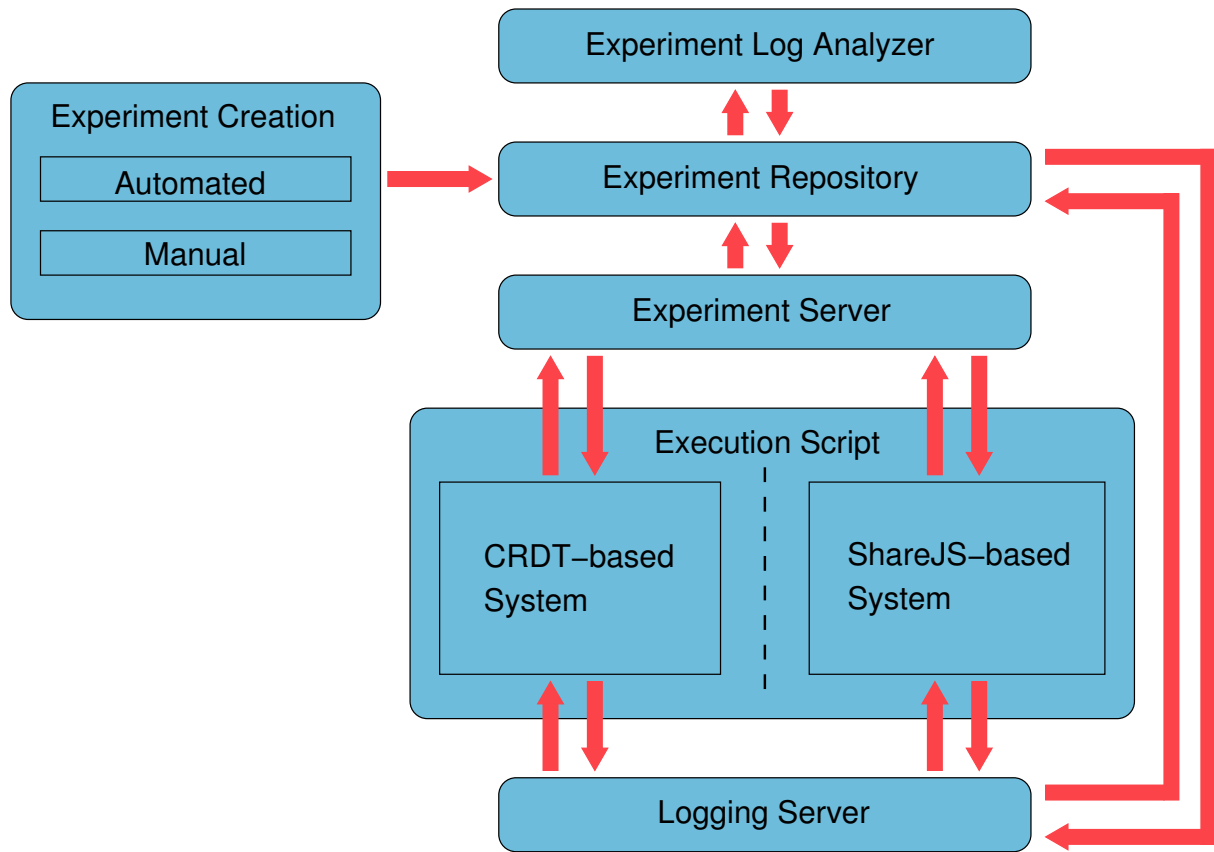 Experiment Log Analyzer
Experiment Creation
Automated
Manual
Experiment Repository
Experiment Server
Execution Script
CRDT−based
System
ShareJS−based
System
Logging Server